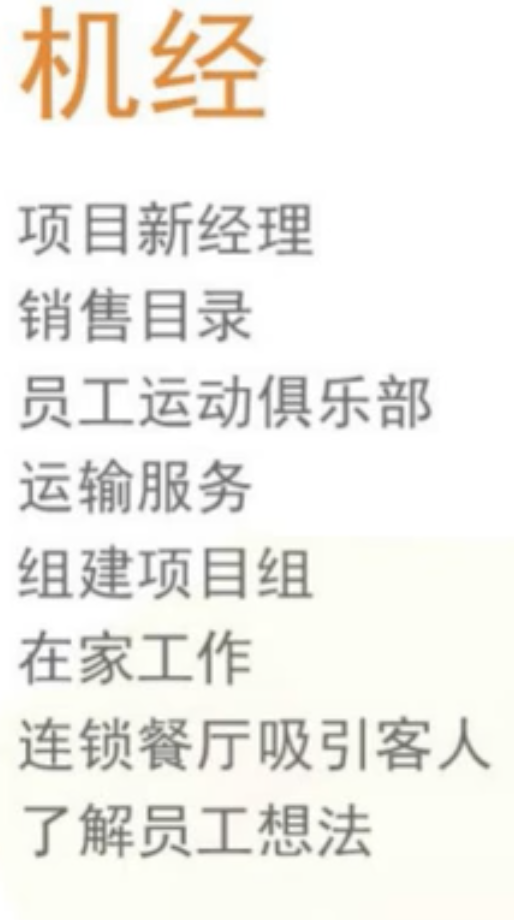 机经
项目新经理
销售目录
员工运动俱乐部
运输服务
组建项目组
在家工作
连锁餐厅吸引客人
了解员工想法